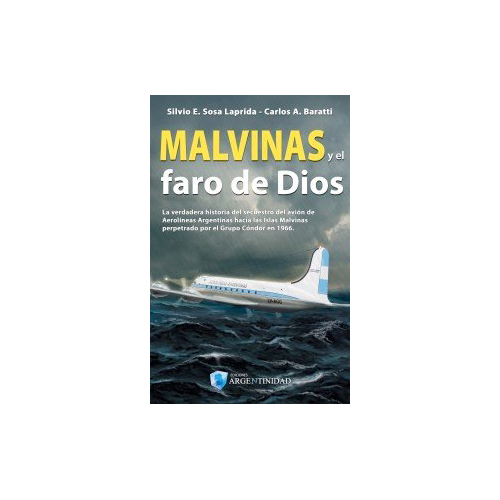 Silvio E. Sosa Laprida - Carlos A. Baratti
MALVINAS y el
faro de Dios
La verdadera historia del secuestro del avión de
Aerolíneas Argentinas hacia las Islas Malvinas
perpetrado por el Grupo Cóndor en 1966.
EDICIONES
ARGENTINIDAD